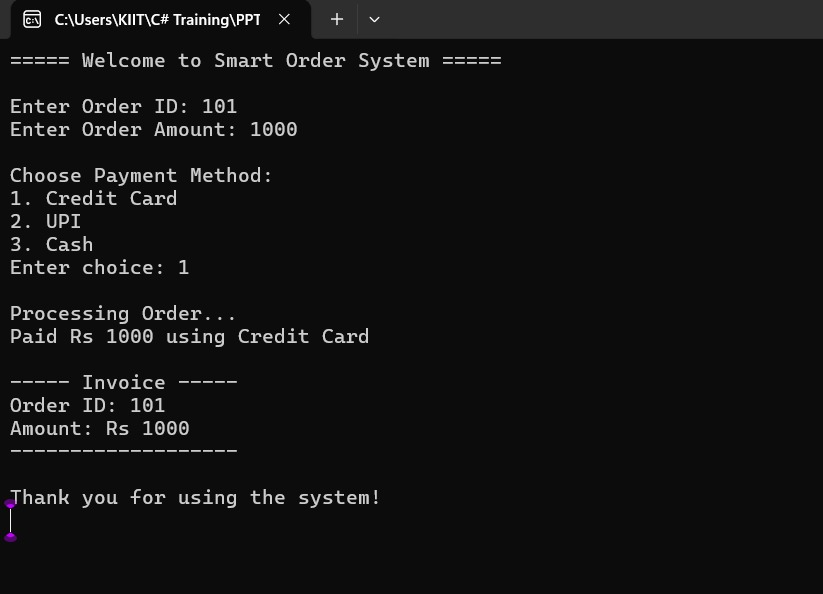 C:\Users\KIIT\C# Training\PPT
===== Welcome to Smart Order System =====
Enter Order ID: 101
Enter Order Amount: 1000
Choose Payment Method:
1. Credit Card
2. UPI
3. Cash
Enter choice: 1
Processing Order...
Paid Rs 1000 using Credit Card
----- Invoice -----
Order ID: 101
Amount: Rs 1000
-------------------
Thank you for using the system!